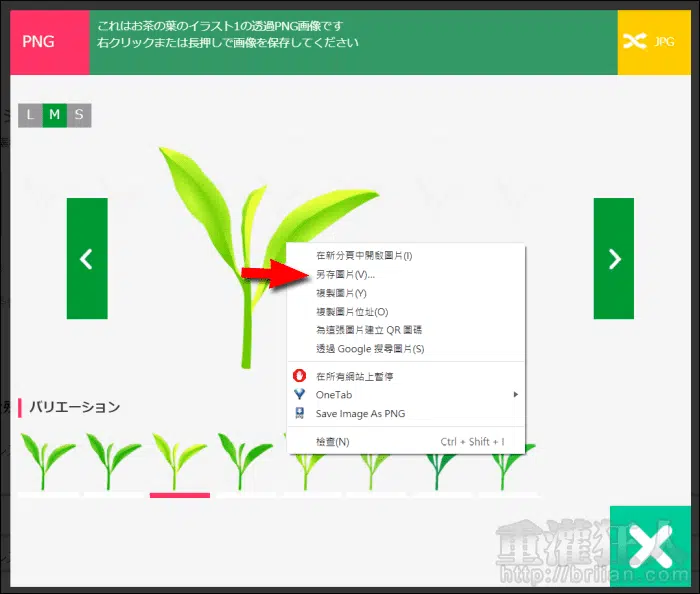 PNG
これはお茶の葉のイラスト1の透過PNG画像です
右クリックまたは長押しで画像を保存してください
JPG
L M S
在新分頁中開啟圖片(I)
另存圖片(V)...
複製圖片(Y)
複製圖片位址(O)
為這張圖片建立 QR 圖碼
透過 Google 搜尋圖片(S)
在所有網站上暫停
OneTab
Save Image As PNG
檢查(N) Ctrl + Shift + I
バリエーション
重灌狂人
http://briian.com